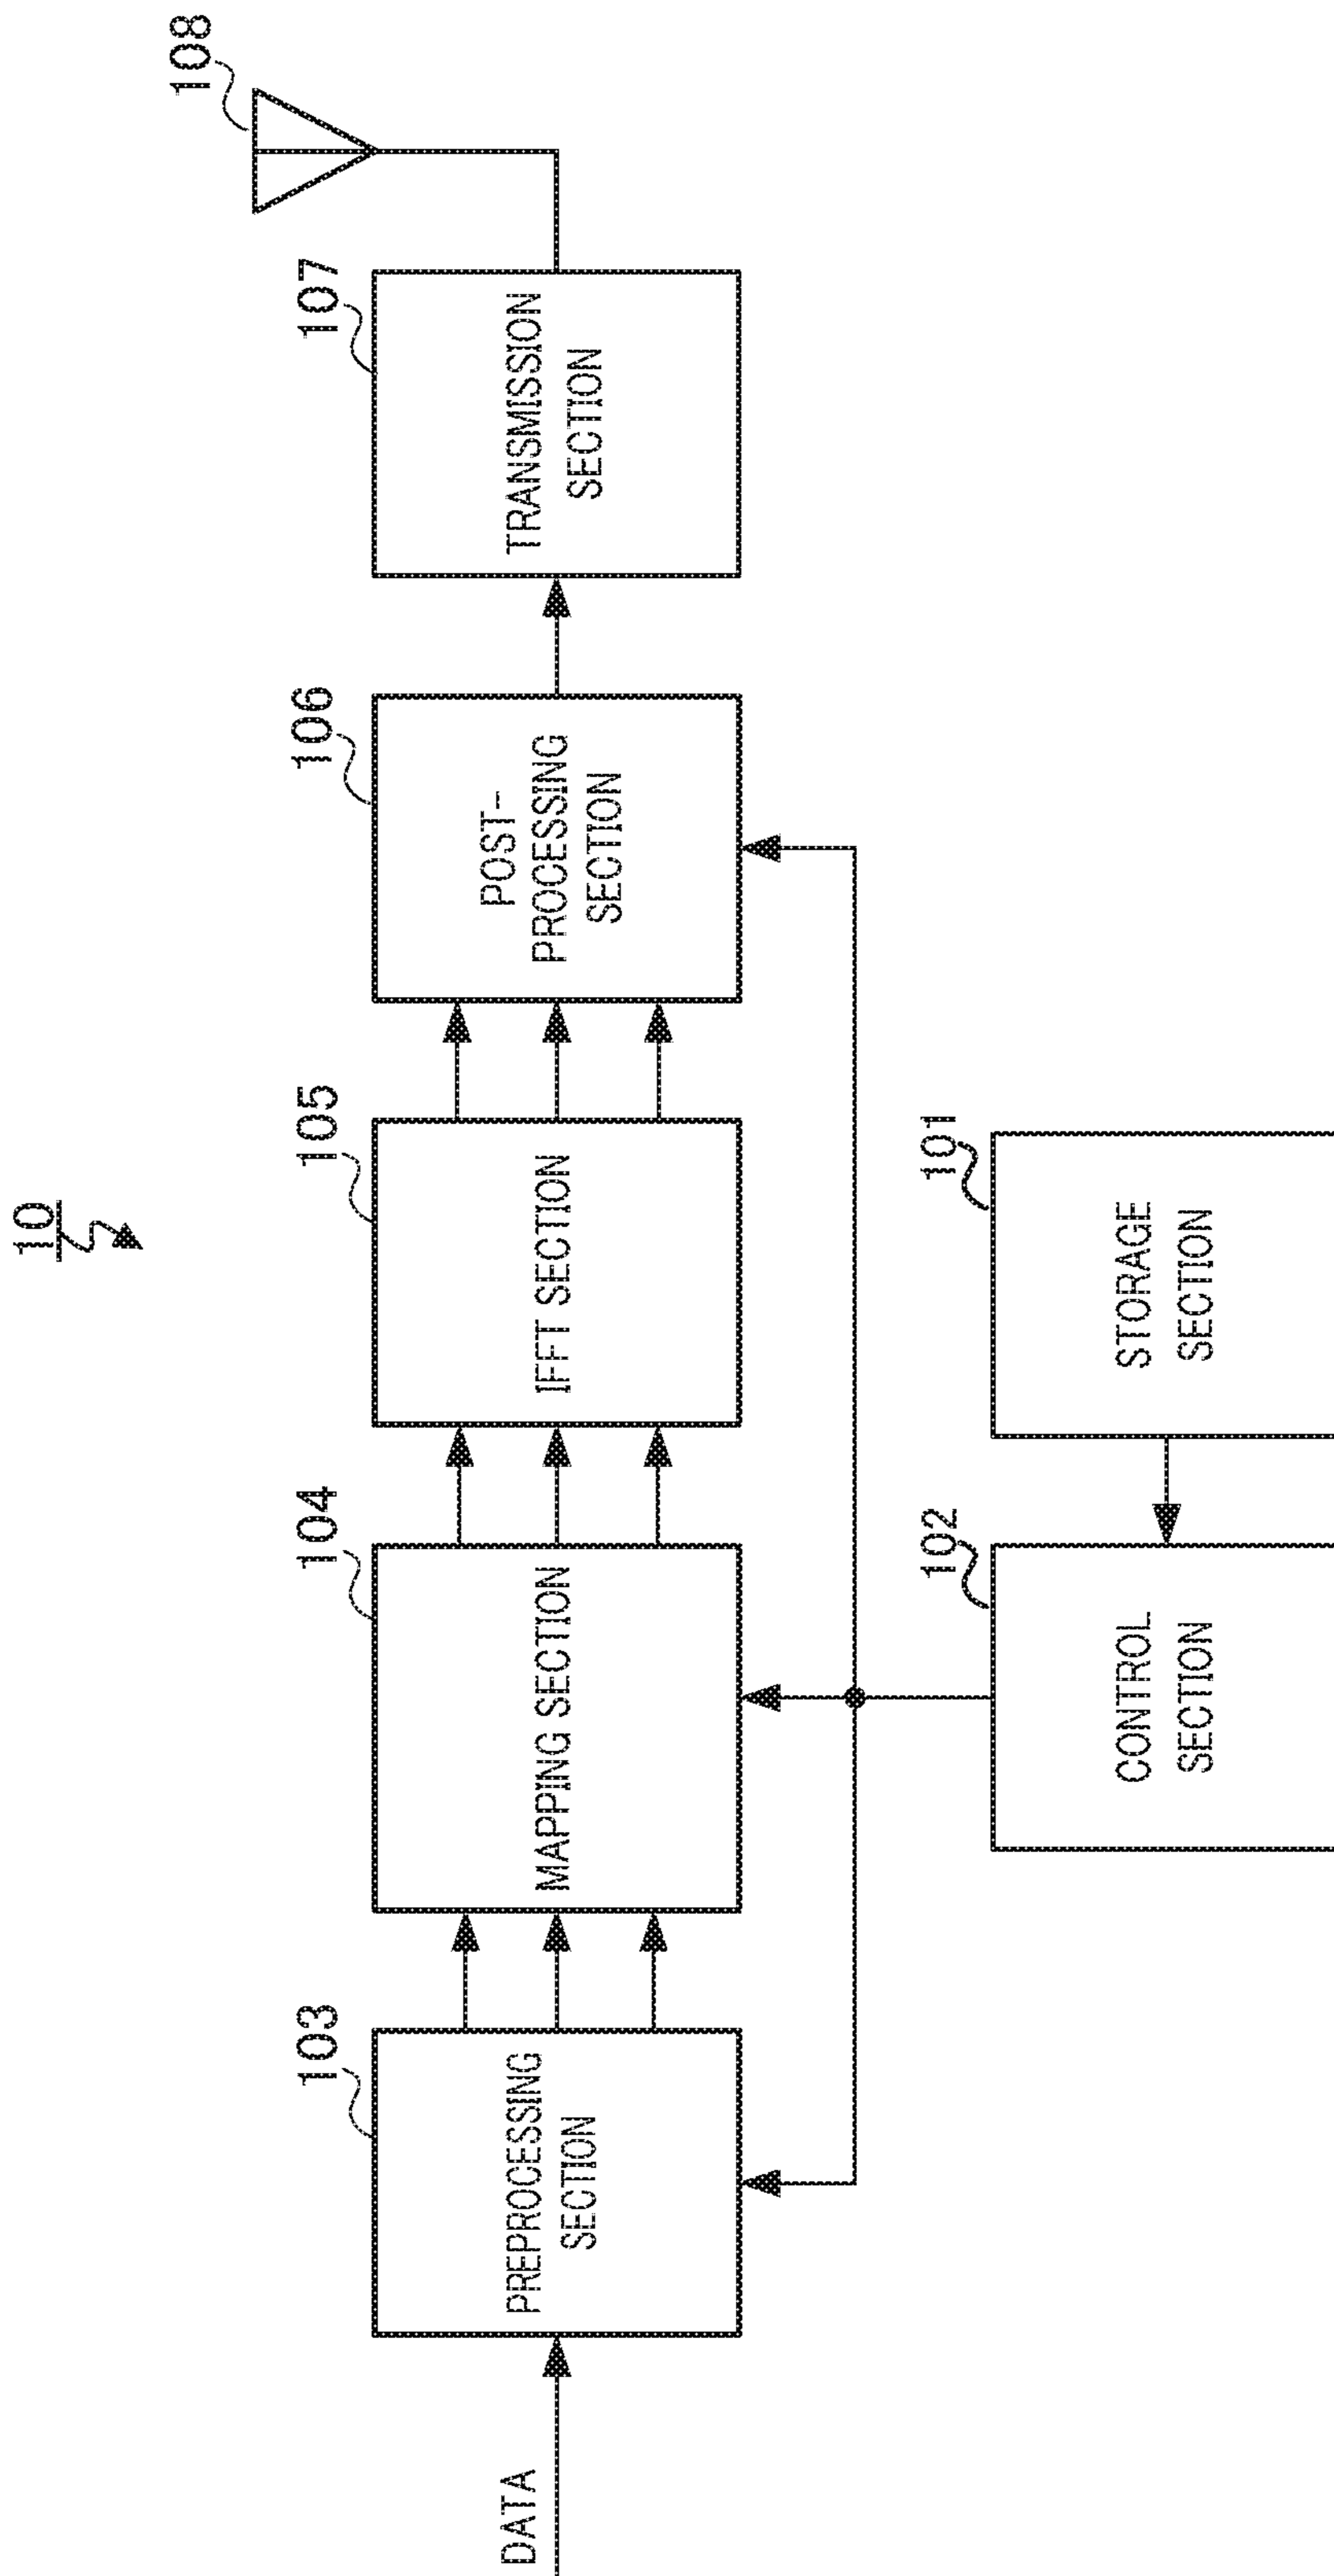 10
108
107
TRANSMISSION
SECTION
106
POST-
PROCESSING
SECTION
105
IFFT SECTION
104
MAPPING SECTION
103
PREPROCESSING
SECTION
DATA
101
STORAGE
SECTION
102
CONTROL
SECTION